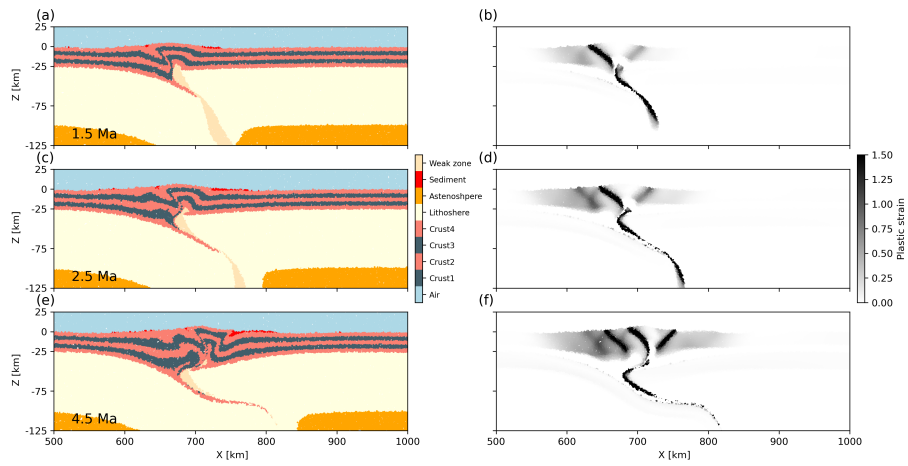 (a)
(b)
25
0
-25
-75
-125
Z [km]
1.5 Ma
(c)
(d)
25
0
-25
-75
-125
Z [km]
2.5 Ma
Weak zone
Sediment
Astenoshpere
Lithoshere
Crust4
Crust3
Crust2
Crust1
Air
1.50
1.25
1.00
0.75
0.50
0.25
0.00
Plastic strain
(e)
(f)
25
0
-25
-75
-125
Z [km]
4.5 Ma
500 600 700 800 900 1000
X [km]
500 600 700 800 900 1000
X [km]